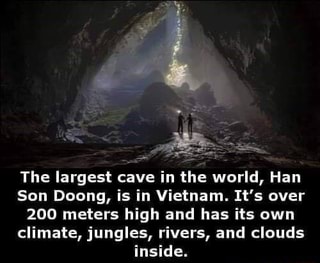 The largest cave in the world, Han
Son Doong, is in Vietnam. It's over
200 meters high and has its own
climate, jungles, rivers, and clouds
inside.